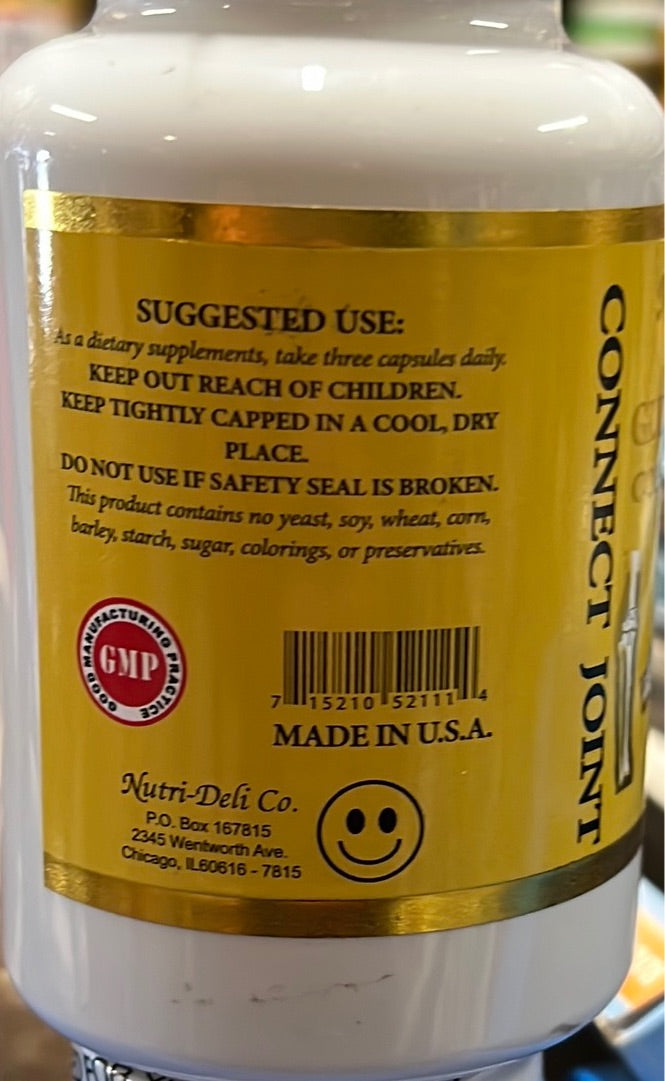 SUGGESTED USE:
As a dietary supplements, take three capsules daily.
KEEP OUT REACH OF CHILDREN.
KEEP TIGHTLY CAPPED IN A COOL, DRY
PLACE.
DO NOT USE IF SAFETY SEAL IS BROKEN.
This product contains no yeast, soy, wheat, corn,
barley, starch, sugar, colorings, or preservatives.
GOOD MANUFACTURING PRACTICE
GMP
7 15210 52111 4
MADE IN U.S.A.
Nutri-Deli Co.
P.O. Box 167815
2345 Wentworth Ave.
Chicago, IL60616 - 7815
CONNECT JOINT